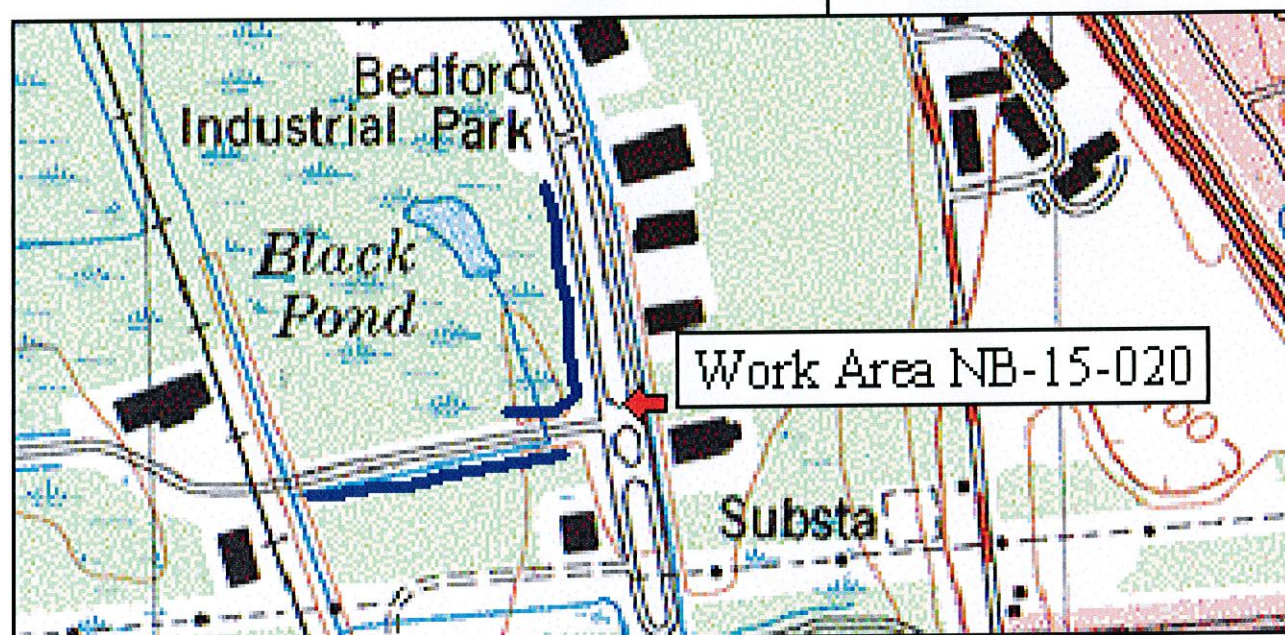 Bedford
Industrial Park
Black
Pond
Work Area NB-15-020
Substa